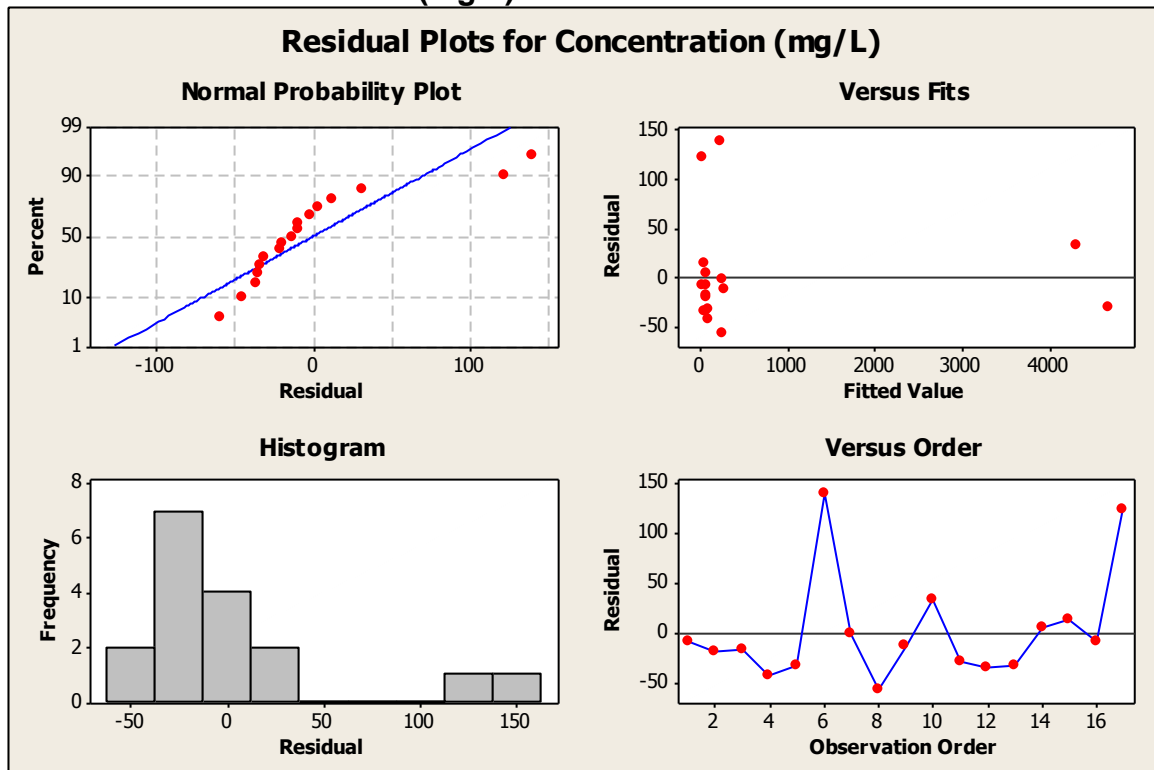 Residual Plots for Concentration (mg/L)
Normal Probability Plot
99
90
50
10
1
Percent
-100 0 100
Residual
Versus Fits
150
100
50
0
-50
Residual
0 1000 2000 3000 4000
Fitted Value
Histogram
8
6
4
2
0
Frequency
-50 0 50 100 150
Residual
Versus Order
150
100
50
0
-50
Residual
2 4 6 8 10 12 14 16
Observation Order